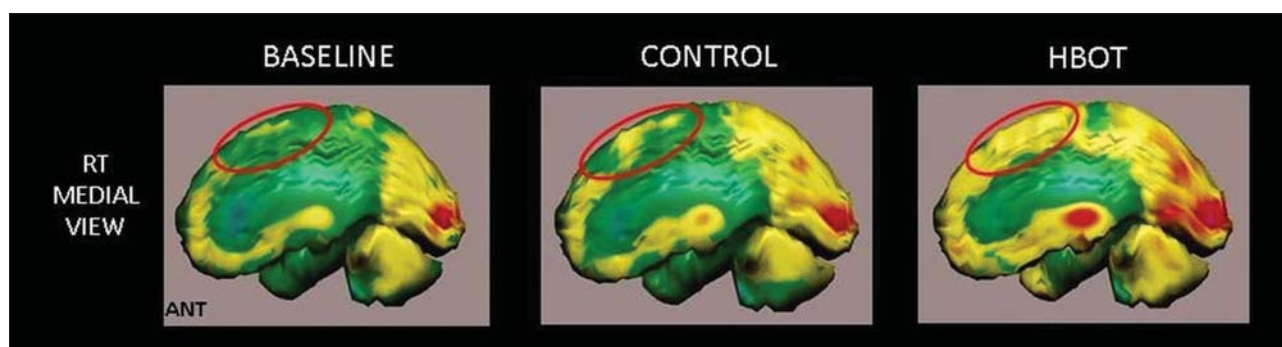 BASELINE CONTROL HBOT
RT
MEDIAL
VIEW
ANT